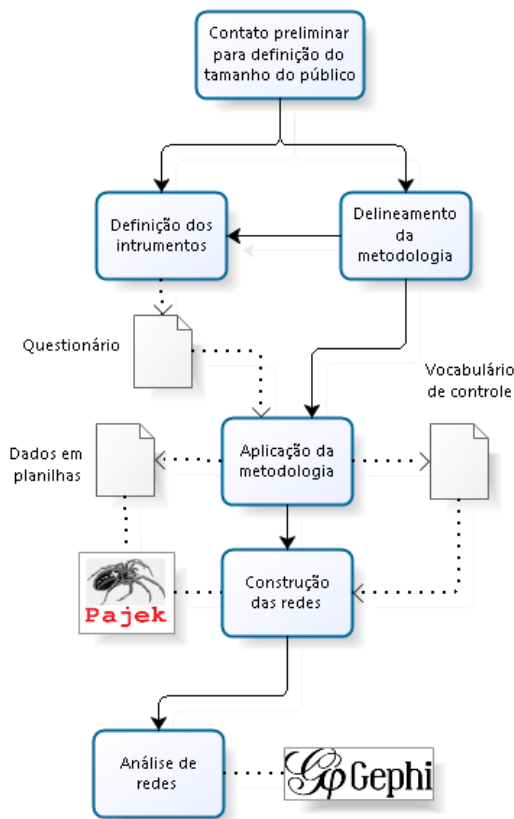 Contato preliminar
para definição do
tamanho do público
Definição dos
intrumentos
Delineamento
da
metodologia
Questionário
Vocabulário
de controle
Dados em
planilhas
Aplicação da
metodologia
Pajek
Construção
das redes
Análise de
redes
Gephi